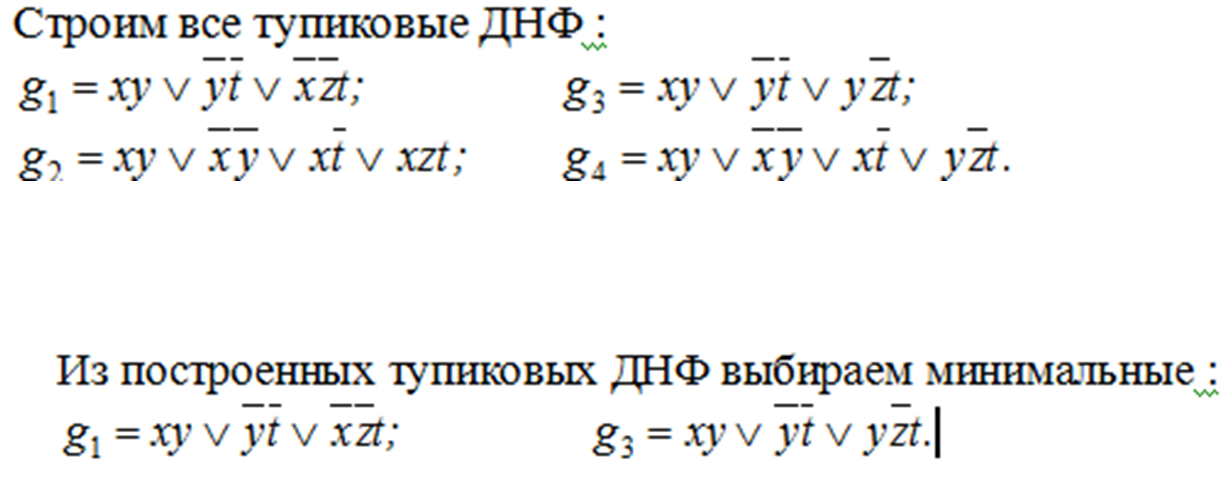 Строим все тупиковые ДНФ :
g₁ = xy ∨ y̅t̅ ∨ x̅z̅t; g₃ = xy ∨ y̅t̅ ∨ yz̅t;
g₂ = xy ∨ x̅y̅ ∨ xt̅ ∨ xzt; g₄ = xy ∨ x̅y̅ ∨ xt̅ ∨ yz̅t.
Из построенных тупиковых ДНФ выбираем минимальные :
g₁ = xy ∨ y̅t̅ ∨ x̅z̅t; g₃ = xy ∨ y̅t̅ ∨ yz̅t.